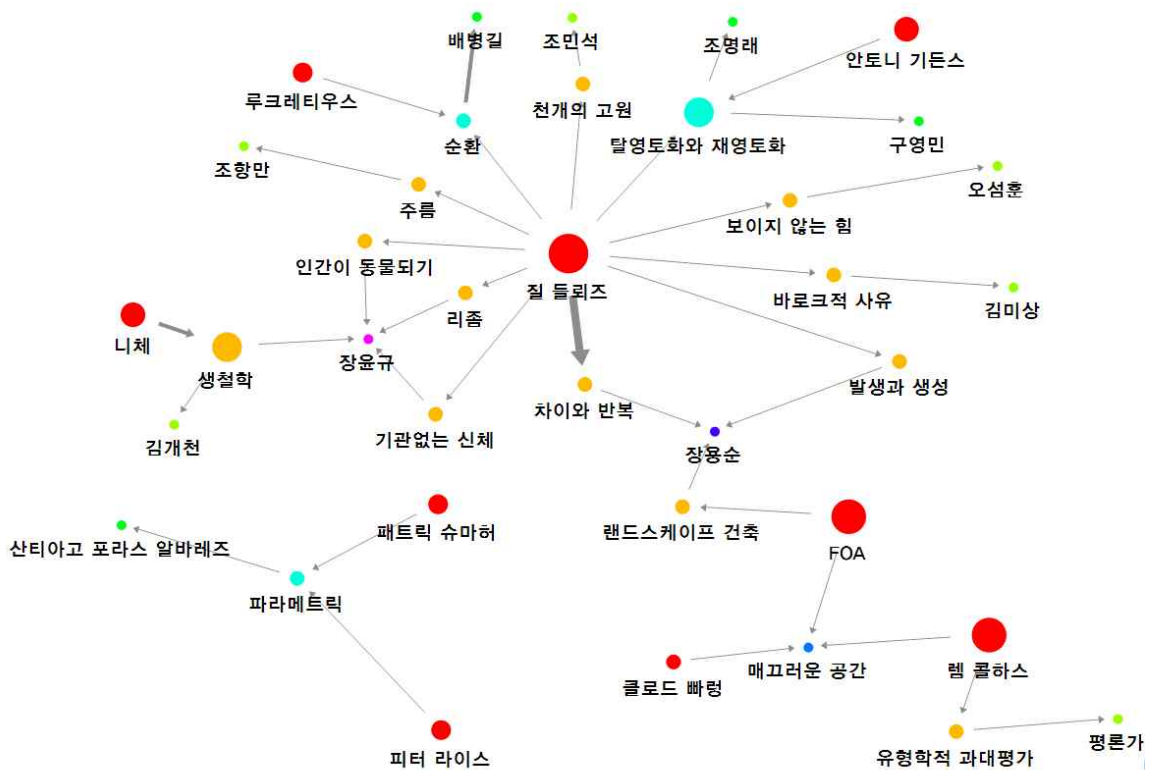 배병길
조민석
조명래
안토니 기든스
루크레티우스
천개의 고원
순환
탈영토화와 재영토화
구영민
조항만
오섬훈
주름
보이지 않는 힘
인간이 동물되기
질 들뢰즈
바로크적 사유
리좀
김미상
니체
장윤규
생철학
발생과 생성
차이와 반복
김개천
기관없는 신체
장용순
패트릭 슈마허
랜드스케이프 건축
산티아고 포라스 알바레즈
FOA
파라메트릭
매끄러운 공간
렘 콜하스
클로드 빠렁
평론가
피터 라이스
유형학적 과대평가